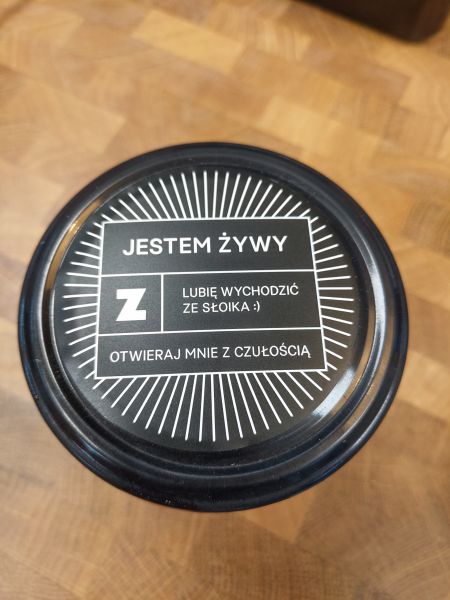 JESTEM ŻYWY
Z
LUBIĘ WYCHODZIĆ
ZE SŁOIKA :)
OTWIERAJ MNIE Z CZUŁOŚCIĄ